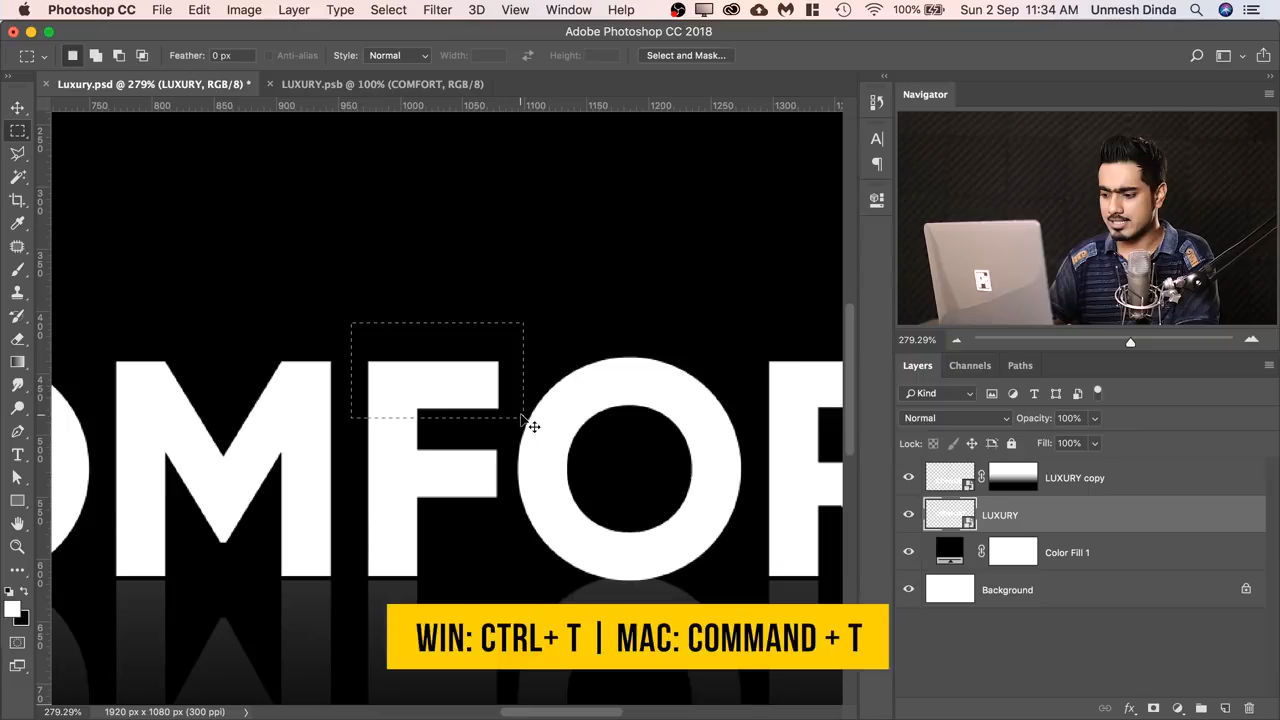 Photoshop CC File Edit Image Layer Type Select Filter 3D View Window Help 100% Sun 2 Sep 11:34 AM Unmesh Dinda
Adobe Photoshop CC 2018
Feather: 0 px Anti-alias Style: Normal Width: Height: Select and Mask...
Luxury.psd @ 279% (LUXURY, RGB/8) * LUXURY.psb @ 100% (COMFORT, RGB/8)
750 800 850 900 950 1000 1050 1100 1150 1200 1250 1300
Navigator
OMFOR
279.29%
Layers Channels Paths
Kind
Normal Opacity: 100%
Lock: Fill: 100%
LUXURY copy
LUXURY
Color Fill 1
Background
WIN: CTRL+ T | MAC: COMMAND + T
279.29% 1920 px x 1080 px (300 ppi)